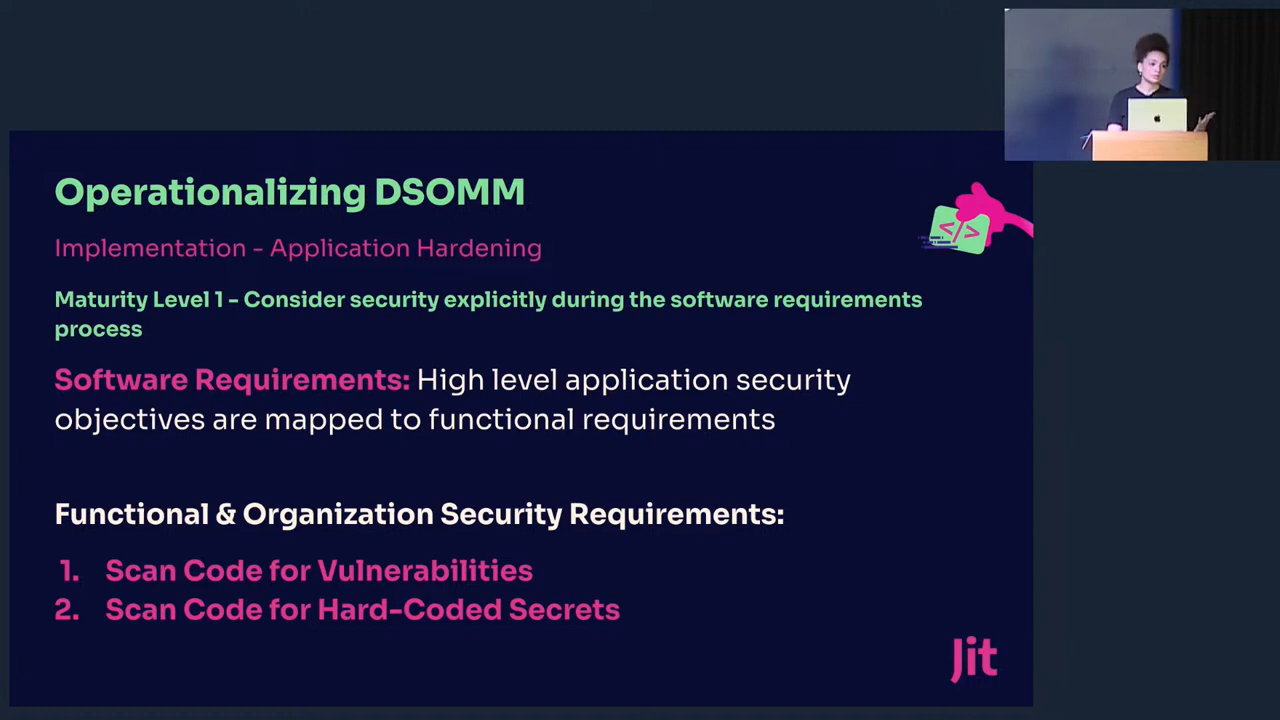 Operationalizing DSOMM
Implementation - Application Hardening
Maturity Level 1 - Consider security explicitly during the software requirements
process
Software Requirements: High level application security
objectives are mapped to functional requirements
</>
Functional & Organization Security Requirements:
1. Scan Code for Vulnerabilities
2. Scan Code for Hard-Coded Secrets
Jit